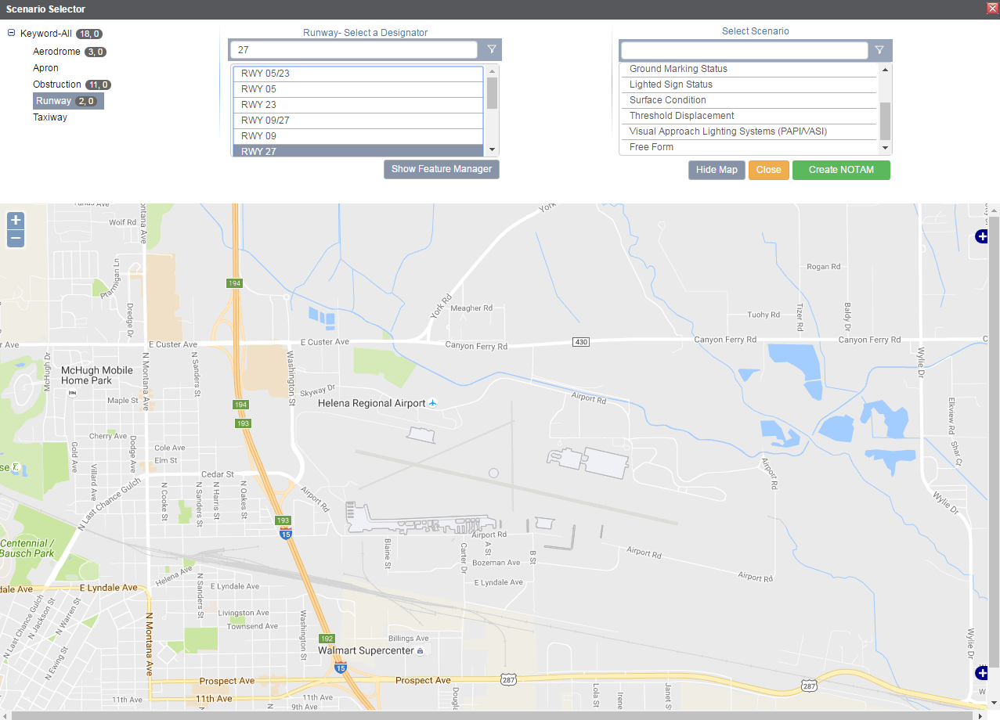 Scenario Selector
Keyword-All 18, 0
Aerodrome 3, 0
Apron
Obstruction 11, 0
Runway 2, 0
Taxiway
Runway- Select a Designator
27
RWY 05/23
RWY 05
RWY 23
RWY 09/27
RWY 09
RWY 27
Show Feature Manager
Select Scenario
Ground Marking Status
Lighted Sign Status
Surface Condition
Threshold Displacement
Visual Approach Lighting Systems (PAPI/VASI)
Free Form
Hide Map
Close
Create NOTAM
+
−
Wolf Rd
N Montana Ave
York Rd
194
Ptarmigan Ln
Dredge Dr
Rogan Rd
York Rd
Meagher Rd
Tuohy Rd
Tizer Rd
Baldy Dr
er Ave
E Custer Ave
E Custer Ave
Canyon Ferry Rd
430
Canyon Ferry Rd
Canyon Ferry Rd
McHugh Dr
McHugh Mobile
Home Park
N Montana Ave
N Sanders St
Washington St
Wylie Dr
Maple St
Skyway Dr
Helena Regional Airport
Airport Rd
194
193
Elkview Rd
Cherry Ave
Gold Ave
Dodge Ave
Cole Ave
Elm St
Shar Ct
se
Villard Ave
Cedar St
Airport Rd
N Last Chance Gulch
N Cooke St
N Sanders St
N Harris St
N Oakes St
Airport Rd
Wylie Dr
193
15
Centennial /
Bausch Park
Blaine St
Airport Rd
Carter Dr
A St
B St
Bozeman Ave
Airport Rd
Airport Rd
Helena Ave
E Lyndale Ave
dale Ave
E Lyndale Ave
N Sanders St
E Lyndale Ave
Livingston Ave
Townsend Ave
N Last Chance Gulch
N Jackson St
N Warren St
N Ewing St
N Montana Ave
Washington St
192
Billings Ave
Walmart Supercenter
15
Wylie Dr
Prospect Ave
Prospect Ave
287
287
11th Ave
11th Ave
9th Ave
11th Ave
Dougla
Lola St
Irene
Janet S
W